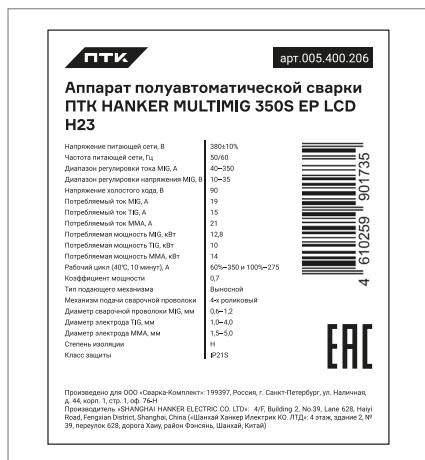 ПТК
арт.005.400.206
Аппарат полуавтоматической сварки
ПТК HANKER MULTIMIG 350S EP LCD
H23
Напряжение питающей сети, В 380±10%
Частота питающей сети, Гц 50/60
Диапазон регулировки тока MIG, А 40–350
Диапазон регулировки напряжения MIG, В 10–35
Напряжение холостого хода, В 90
Потребляемый ток MIG, А 19
Потребляемый ток TIG, А 15
Потребляемый ток MMA, А 21
Потребляемая мощность MIG, кВт 12,8
Потребляемая мощность TIG, кВт 10
Потребляемая мощность MMA, кВт 14
Рабочий цикл (40℃, 10 минут), А 60%–350 и 100%–275
Коэффициент мощности 0,7
Тип подающего механизма Выносной
Механизм подачи сварочной проволоки 4-х роликовый
Диаметр сварочной проволоки MIG, мм 0,6–1,2
Диаметр электрода TIG, мм 1,0–4,0
Диаметр электрода MMA, мм 1,5–5,0
Степень изоляции H
Класс защиты IP21S
4 610259 901735
EAC
Произведено для ООО «Сварка-Комплект»: 199397, Россия, г. Санкт-Петербург, ул. Наличная,
д. 44, корп. 1, стр. 1, оф. 76-Н
Производитель «SHANGHAI HANKER ELECTRIC CO. LTD»: 4/F, Building 2, No.39, Lane 628, Haiyi
Road, Fengxian District, Shanghai, China («Шанхай Ханкер Илектрик КО. ЛТД»: 4 этаж, здание 2, №
39, переулок 628, дорога Хаиу, район Фэнсянь, Шанхай, Китай)